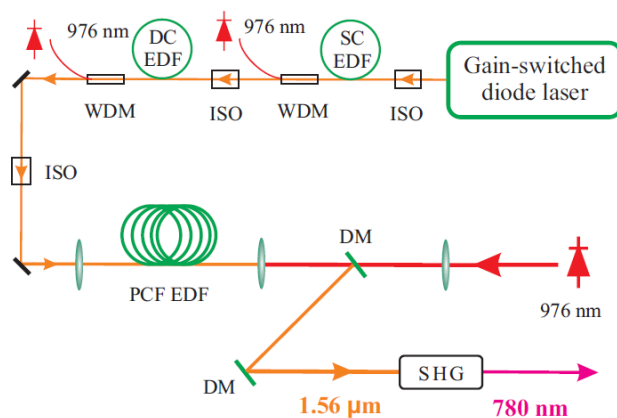 976 nm
DC
EDF
976 nm
SC
EDF
Gain-switched
diode laser
WDM
ISO
WDM
ISO
ISO
DM
PCF EDF
976 nm
DM
SHG
1.56 μm
780 nm